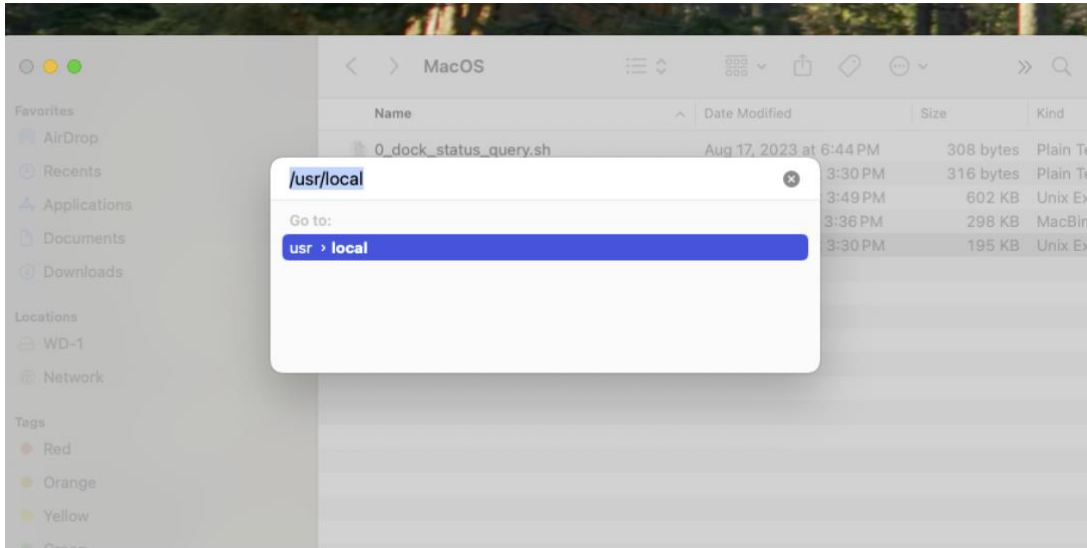 MacOS
Favorites
AirDrop
Recents
Applications
Documents
Downloads
Locations
WD-1
Network
Tags
Red
Orange
Yellow
Green
Name Date Modified Size Kind
0_dock_status_query.sh Aug 17, 2023 at 6:44 PM 308 bytes Plain Te
3:30 PM 316 bytes Plain Te
3:49 PM 602 KB Unix Ex
3:36 PM 298 KB MacBin
3:30 PM 195 KB Unix Ex
/usr/local
Go to:
usr › local